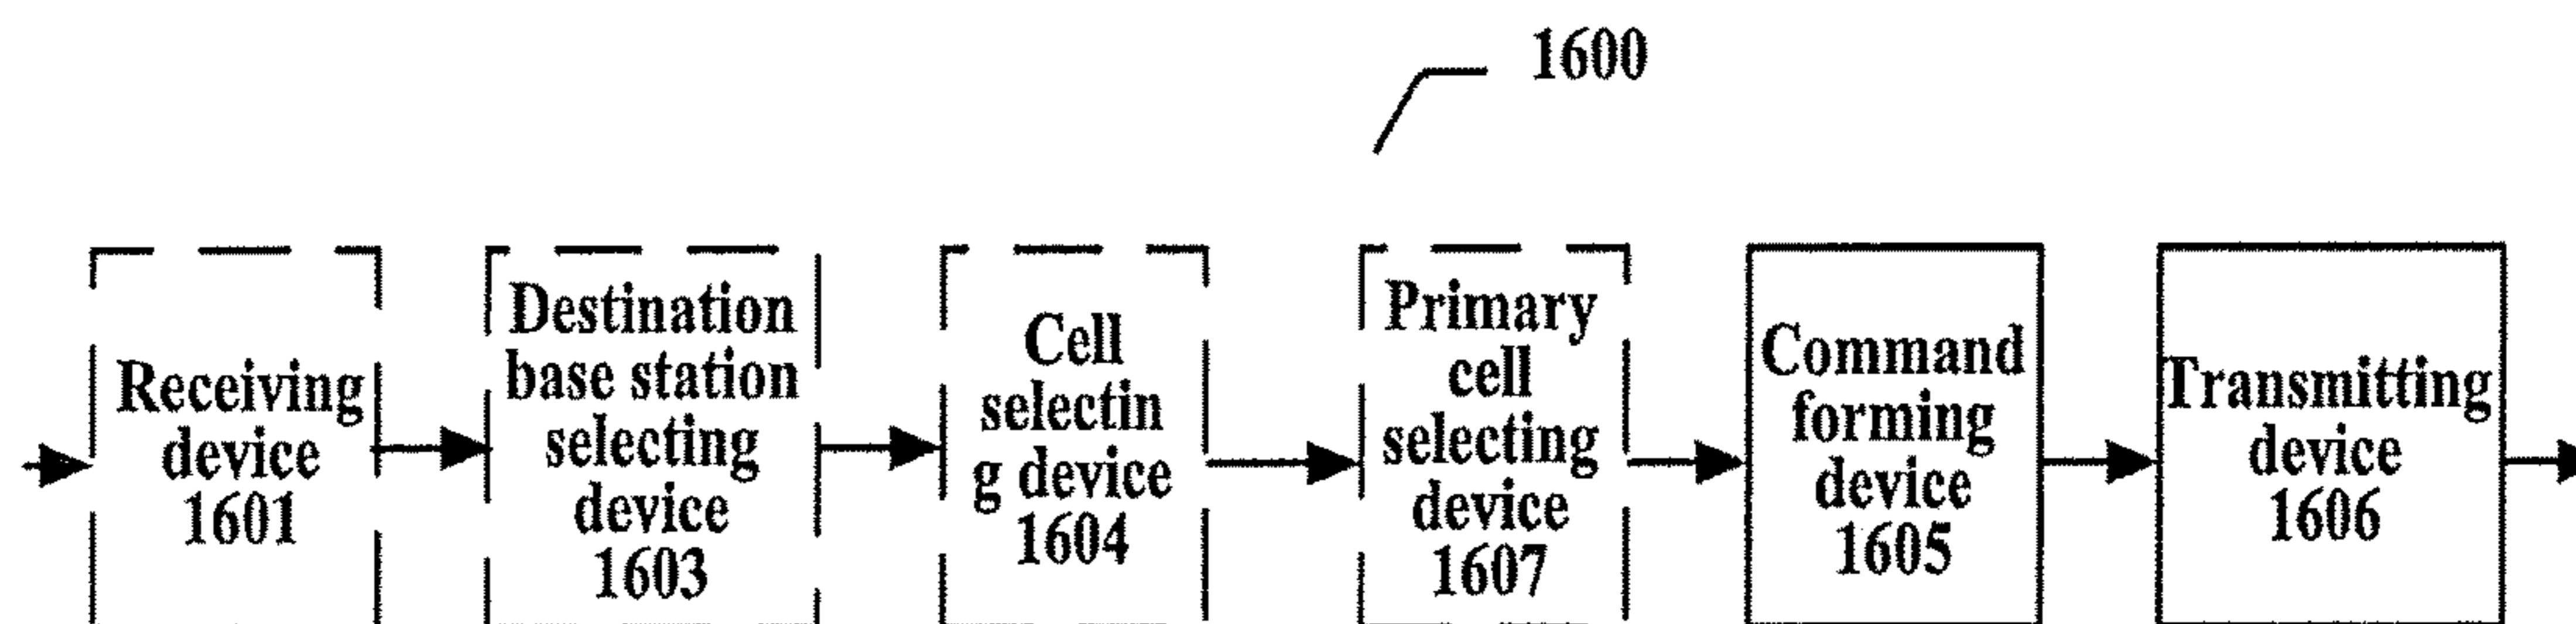 1600
Receiving
device
1601
Destination
base station
selecting
device
1603
Cell
selectin
g device
1604
Primary
cell
selecting
device
1607
Command
forming
device
1605
Transmitting
device
1606